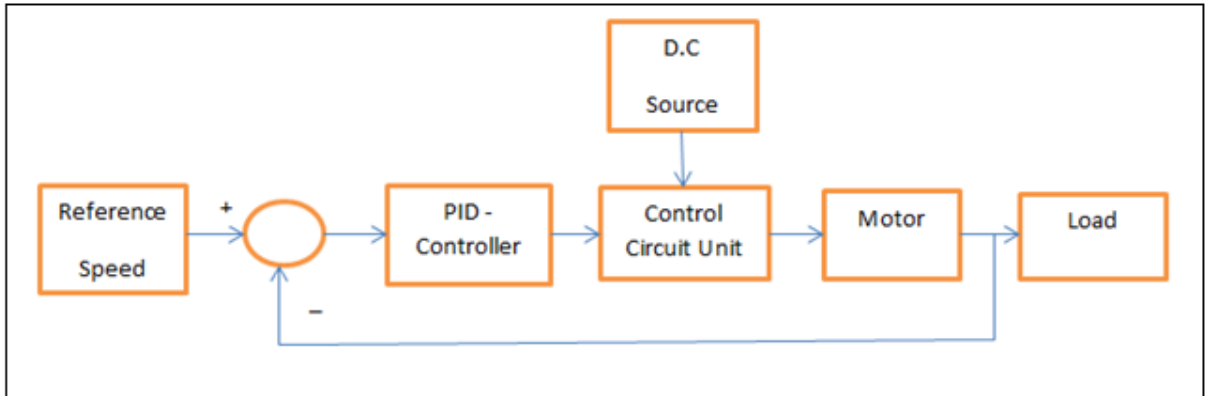 D.C
Source
Reference
Speed
+
PID -
Controller
Control
Circuit Unit
Motor
Load
–